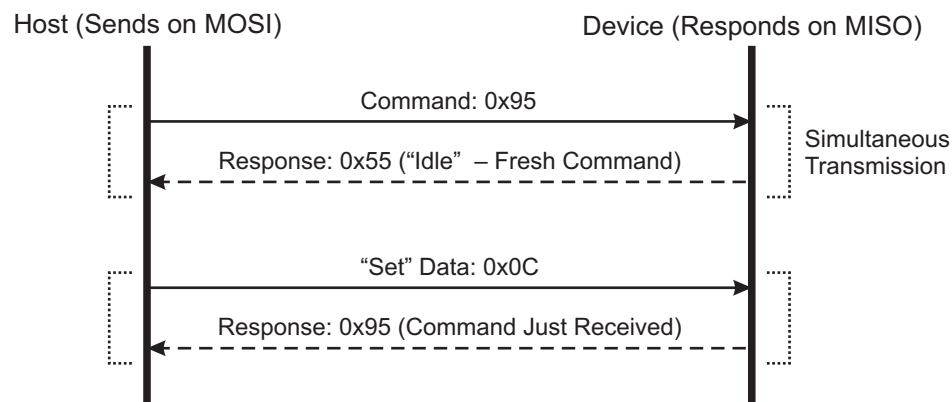 Host (Sends on MOSI)
Device (Responds on MISO)
Command: 0x95
Simultaneous
Transmission
Response: 0x55 (“Idle” – Fresh Command)
“Set” Data: 0x0C
Response: 0x95 (Command Just Received)